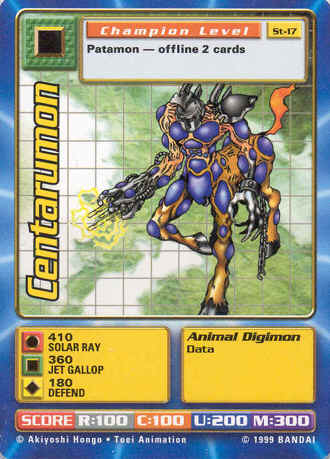 Champion Level
St-17
Patamon — offline 2 cards
Centarumon
410
SOLAR RAY
360
JET GALLOP
180
DEFEND
Animal Digimon
Data
SCORE R:100 C:100 U:200 M:300
© Akiyoshi Hongo • Toei Animation © 1999 BANDAI